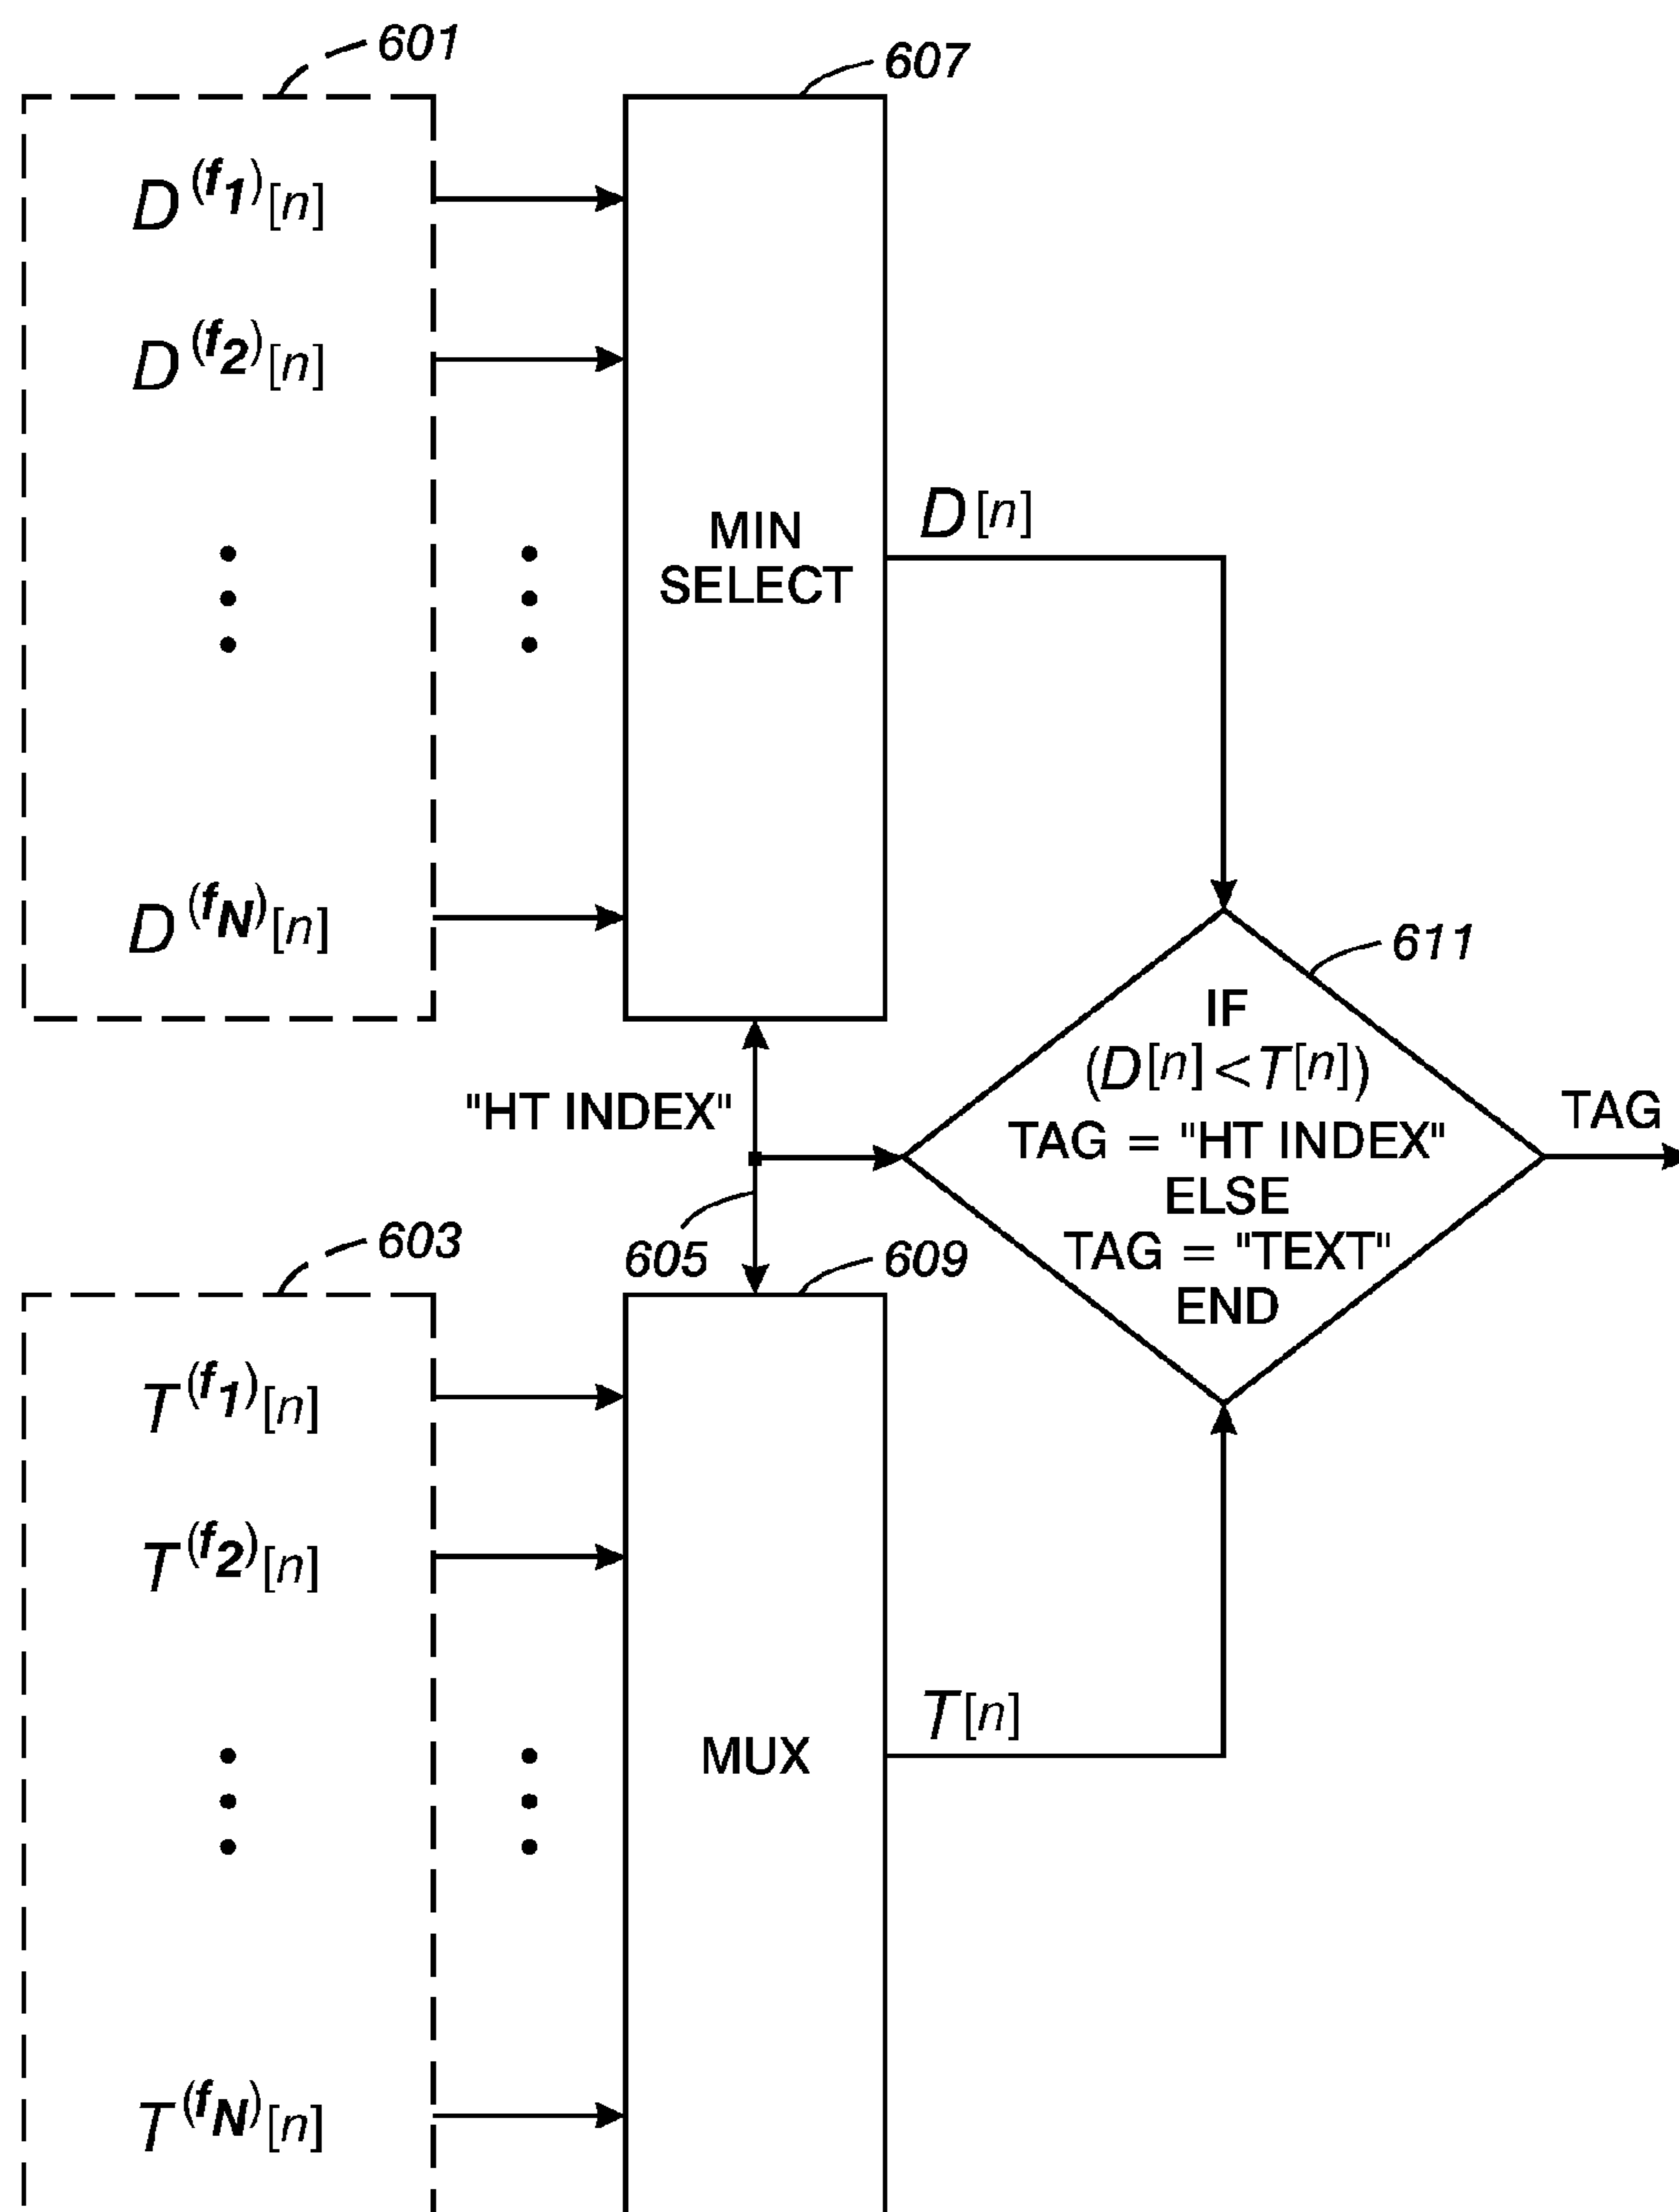 601
607
D(f1)[n]
D(f2)[n]
MIN
SELECT
D[n]
D(fN)[n]
611
IF
(D[n]<T[n])
TAG = "HT INDEX"
ELSE
TAG = "TEXT"
END
TAG
"HT INDEX"
605
603
609
T(f1)[n]
T(f2)[n]
MUX
T[n]
T(fN)[n]